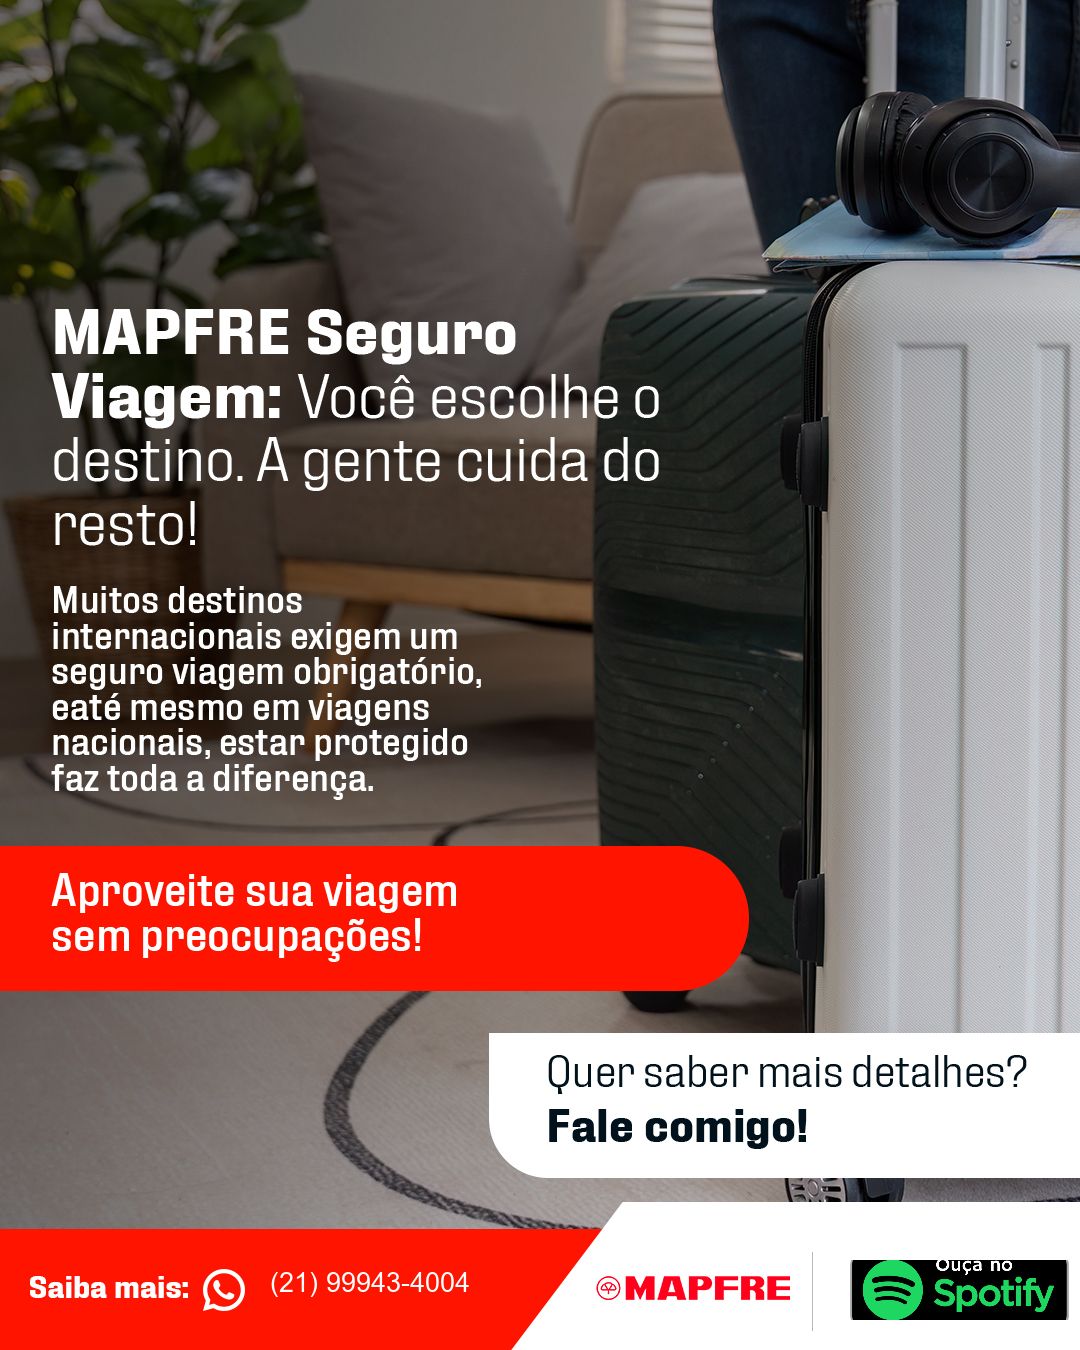 MAPFRE Seguro
Viagem: Você escolhe o
destino. A gente cuida do
resto!
Muitos destinos
internacionais exigem um
seguro viagem obrigatório,
eaté mesmo em viagens
nacionais, estar protegido
faz toda a diferença.
Aproveite sua viagem
sem preocupações!
Quer saber mais detalhes?
Fale comigo!
Saiba mais: (21) 99943-4004
MAPFRE
Ouça no
Spotify